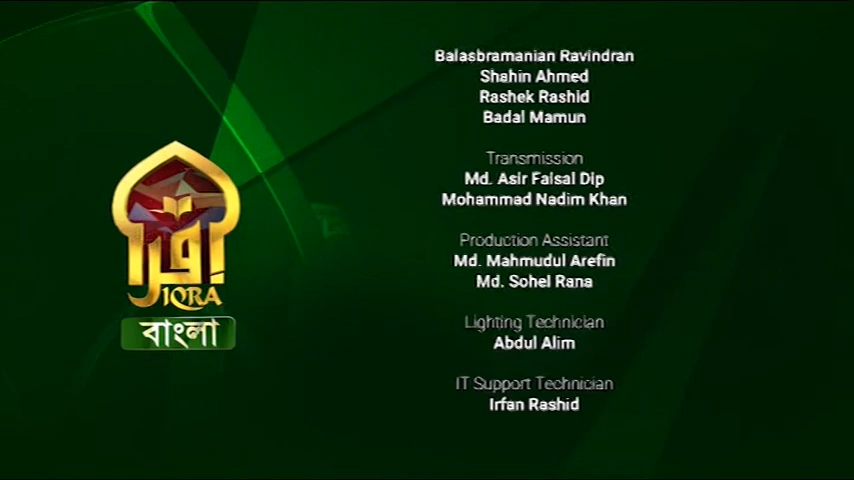 Balasbramanian Ravindran
Shahin Ahmed
Rashek Rashid
Badal Mamun
Transmission
Md. Asir Faisal Dip
Mohammad Nadim Khan
Production Assistant
Md. Mahmudul Arefin
Md. Sohel Rana
Lighting Technician
Abdul Alim
IT Support Technician
Irfan Rashid
اقرأ
IQRA
বাংলা